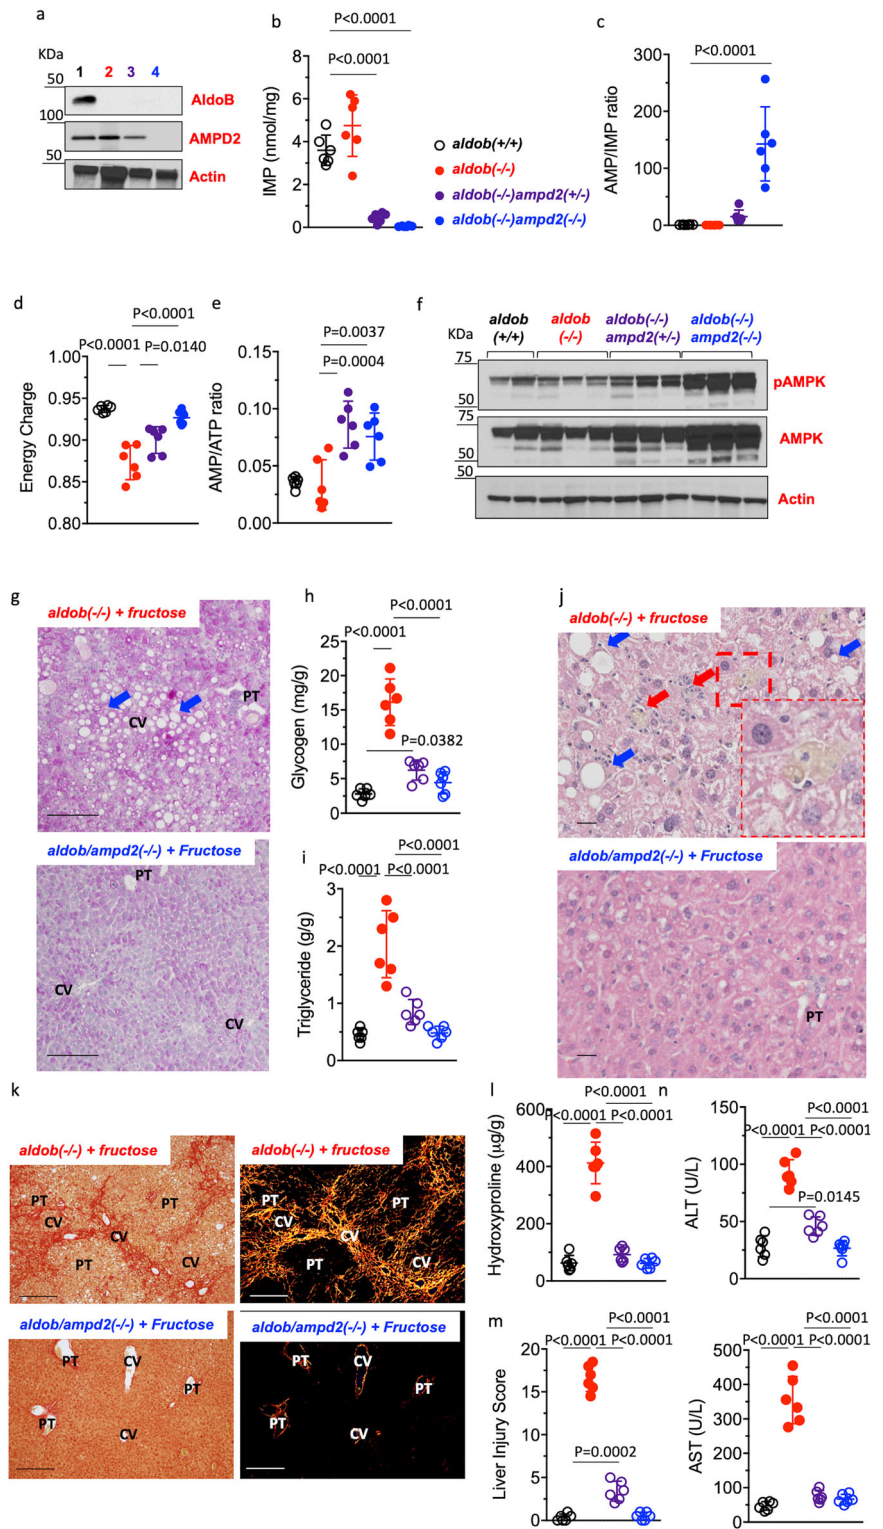 a
KDa
1 2 3 4
50
AldoB
100
AMPD2
50
Actin
b
P<0.0001
P<0.0001
8
6
4
2
0
IMP (nmol/mg)
aldob(+/+)
aldob(-/-)
aldob(-/-)ampd2(+/-)
aldob(-/-)ampd2(-/-)
c
P<0.0001
300
200
100
0
AMP/IMP ratio
d
P<0.0001
P<0.0001
P=0.0140
1.00
0.95
0.90
0.85
0.80
Energy Charge
e
P=0.0037
P=0.0004
0.15
0.10
0.05
0.00
AMP/ATP ratio
f
aldob aldob aldob(-/-) aldob(-/-)
(+/+) (-/-) ampd2(+/-) ampd2(-/-)
KDa
75
pAMPK
50
75
AMPK
50
Actin
g
aldob(-/-) + fructose
PT
CV
aldob/ampd2(-/-) + Fructose
PT
CV
CV
h
P<0.0001
P<0.0001
25
20
15
10
5
0
Glycogen (mg/g)
P=0.0382
i
P<0.0001
P<0.0001 P<0.0001
3
2
1
0
Triglyceride (g/g)
j
aldob(-/-) + fructose
aldob/ampd2(-/-) + Fructose
PT
k
aldob(-/-) + fructose
PT
PT
CV
CV
PT
CV
aldob(-/-) + fructose
PT
PT
CV
CV
PT
CV
aldob/ampd2(-/-) + Fructose
PT
CV
PT
PT
CV
aldob/ampd2(-/-) + Fructose
PT
CV
PT
PT
CV
l
P<0.0001
P<0.0001 P<0.0001
600
400
200
0
Hydroxyproline (µg/g)
n
P<0.0001
P<0.0001 P<0.0001
150
100
50
0
ALT (U/L)
P=0.0145
m
P<0.0001
P<0.0001 P<0.0001
20
15
10
5
0
Liver Injury Score
P=0.0002
P<0.0001
P<0.0001 P<0.0001
500
400
300
200
100
0
AST (U/L)